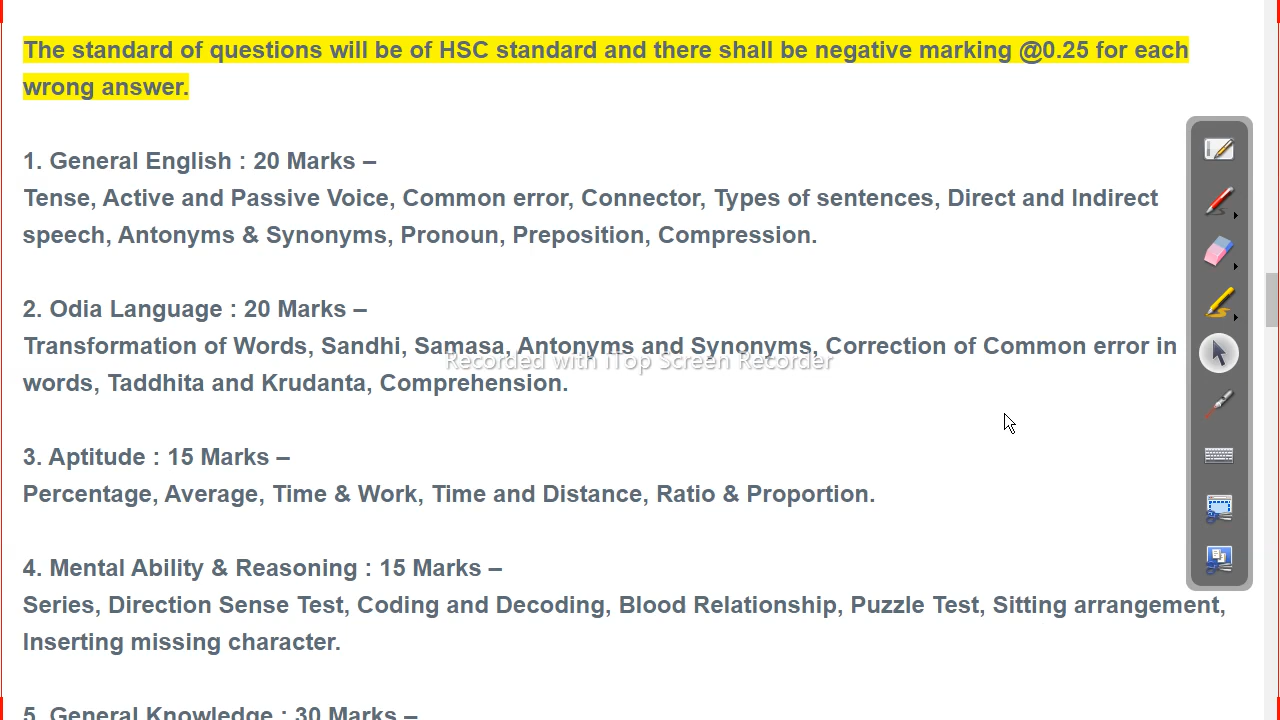 The standard of questions will be of HSC standard and there shall be negative marking @0.25 for each
wrong answer.
1. General English : 20 Marks –
Tense, Active and Passive Voice, Common error, Connector, Types of sentences, Direct and Indirect
speech, Antonyms & Synonyms, Pronoun, Preposition, Compression.
2. Odia Language : 20 Marks –
Transformation of Words, Sandhi, Samasa, Antonyms and Synonyms, Correction of Common error in
Recorded with iTop Screen Recorder
words, Taddhita and Krudanta, Comprehension.
3. Aptitude : 15 Marks –
Percentage, Average, Time & Work, Time and Distance, Ratio & Proportion.
4. Mental Ability & Reasoning : 15 Marks –
Series, Direction Sense Test, Coding and Decoding, Blood Relationship, Puzzle Test, Sitting arrangement,
Inserting missing character.
5. General Knowledge : 30 Marks –